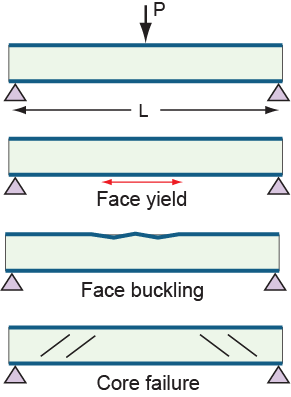 P
L
Face yield
Face buckling
Core failure